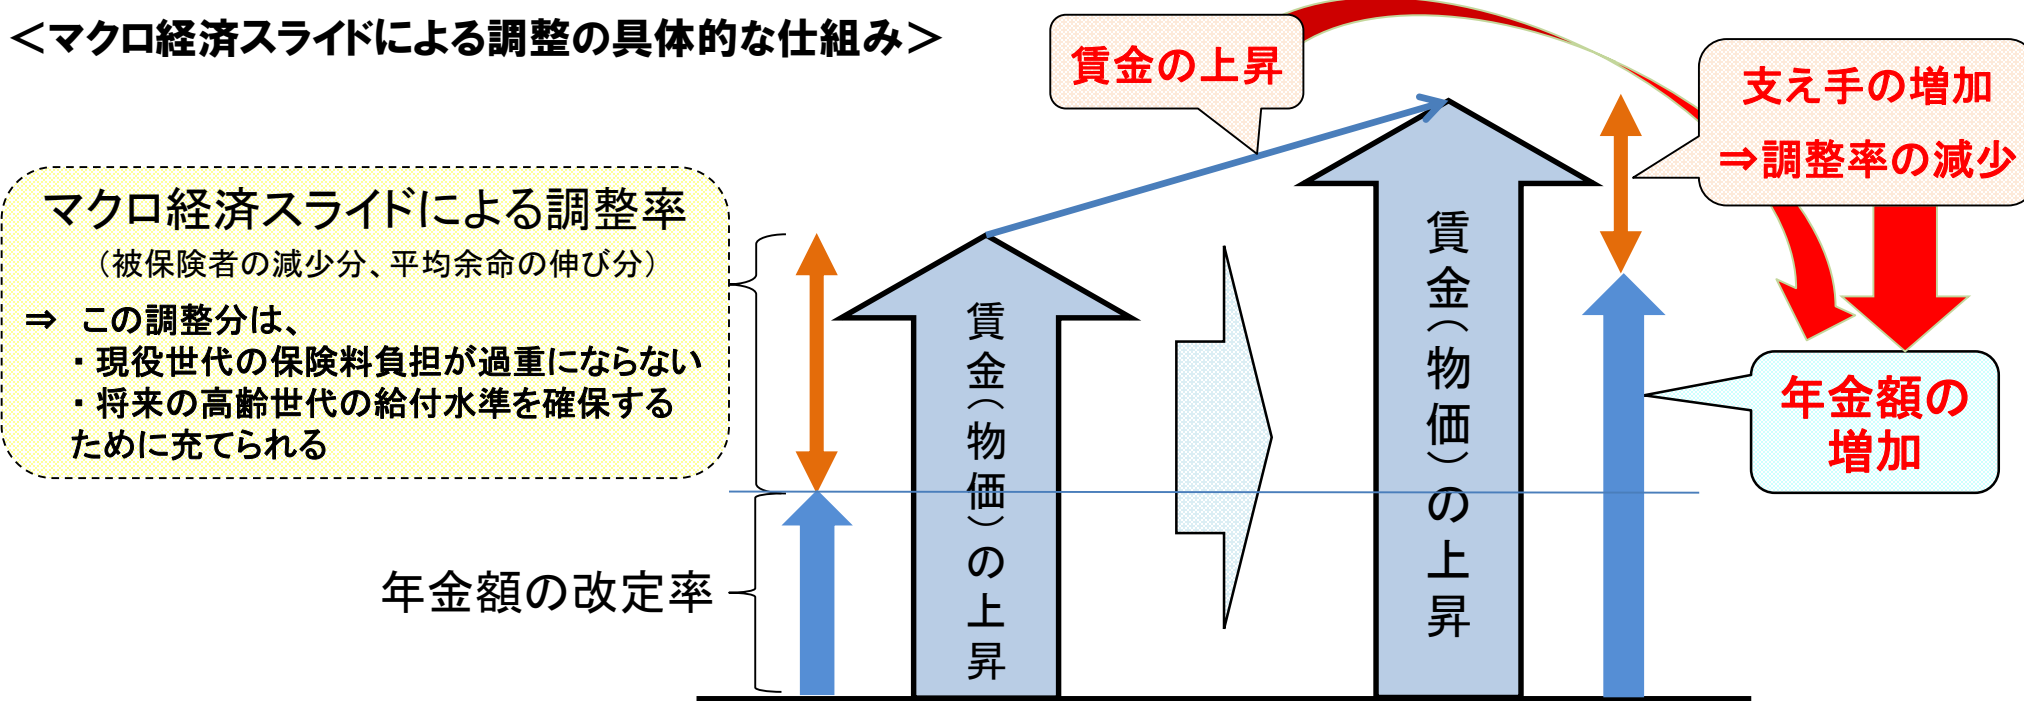 ＜マクロ経済スライドによる調整の具体的な仕組み＞
賃金の上昇
支え手の増加
⇒調整率の減少
マクロ経済スライドによる調整率
（被保険者の減少分、平均余命の伸び分）
⇒　この調整分は、
・現役世代の保険料負担が過重にならない
・将来の高齢世代の給付水準を確保する
ために充てられる
年金額の改定率
賃金（物価）の上昇
賃金（物価）の上昇
年金額の
増加